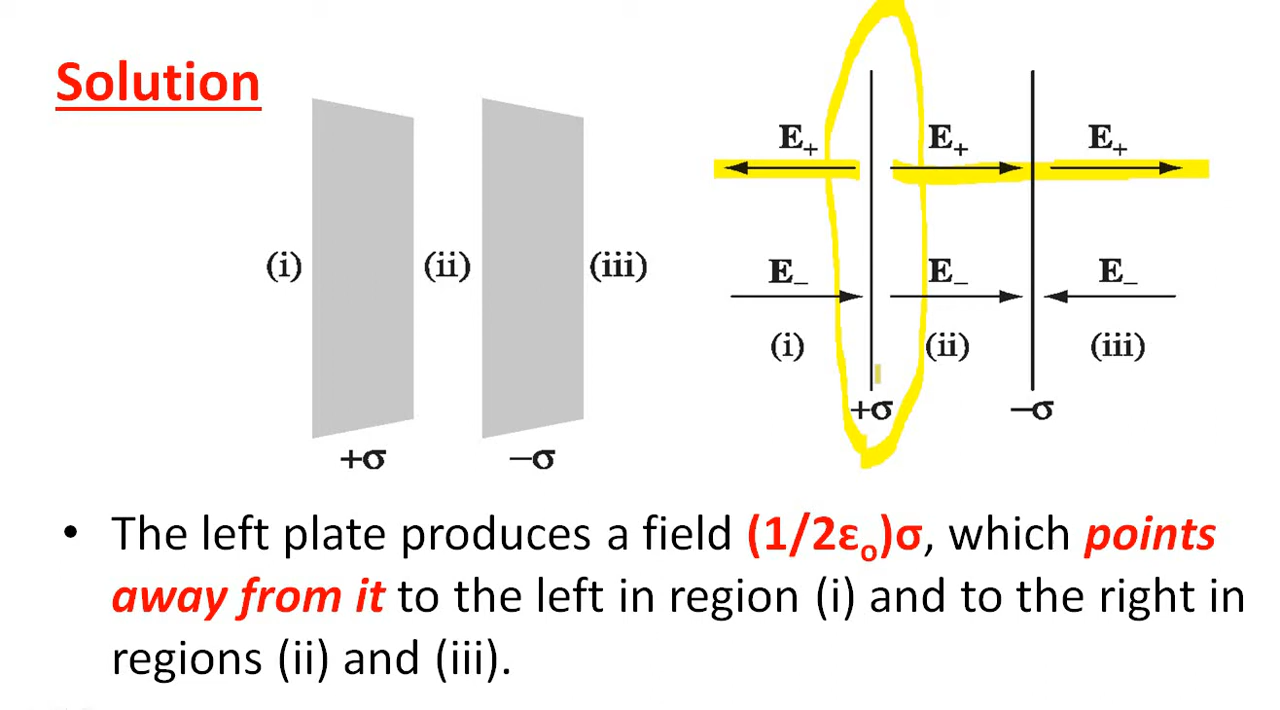 Solution
(i) (ii) (iii)
+σ −σ
E₊ E₊ E₊
E₋ E₋ E₋
(i) (ii) (iii)
+σ −σ
• The left plate produces a field (1/2εₒ)σ, which points
away from it to the left in region (i) and to the right in
regions (ii) and (iii).